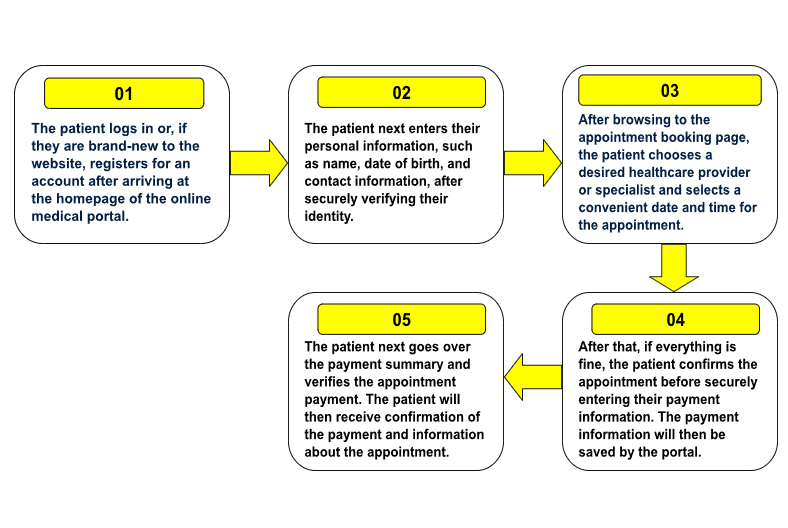 01
The patient logs in or, if
they are brand-new to the
website, registers for an
account after arriving at
the homepage of the online
medical portal.
02
The patient next enters their
personal information, such
as name, date of birth, and
contact information, after
securely verifying their
identity.
03
After browsing to the
appointment booking page,
the patient chooses a
desired healthcare provider
or specialist and selects a
convenient date and time for
the appointment.
04
After that, if everything is
fine, the patient confirms the
appointment before securely
entering their payment
information. The payment
information will then be
saved by the portal.
05
The patient next goes over
the payment summary and
verifies the appointment
payment. The patient will
then receive confirmation of
the payment and information
about the appointment.